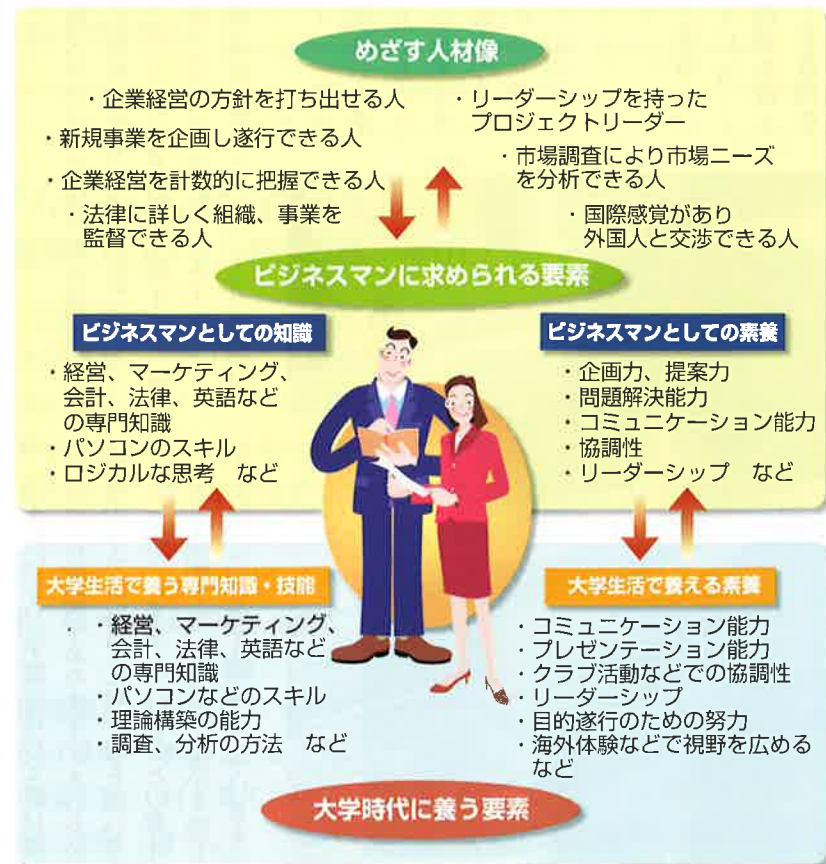 めざす人材像
・企業経営の方針を打ち出せる人
・新規事業を企画し遂行できる人
・企業経営を計数的に把握できる人
・法律に詳しく組織、事業を
監督できる人
・リーダーシップを持った
プロジェクトリーダー
・市場調査により市場ニーズ
を分析できる人
・国際感覚があり
外国人と交渉できる人
ビジネスマンに求められる要素
ビジネスマンとしての知識
・経営、マーケティング、
会計、法律、英語など
の専門知識
・パソコンのスキル
・ロジカルな思考 など
ビジネスマンとしての素養
・企画力、提案力
・問題解決能力
・コミュニケーション能力
・協調性
・リーダーシップ など
大学生活で養う専門知識・技能
・経営、マーケティング、
会計、法律、英語など
の専門知識
・パソコンなどのスキル
・理論構築の能力
・調査、分析の方法 など
大学生活で養える素養
・コミュニケーション能力
・プレゼンテーション能力
・クラブ活動などでの協調性
・リーダーシップ
・目的遂行のための努力
・海外体験などで視野を広める
など
大学時代に養う要素